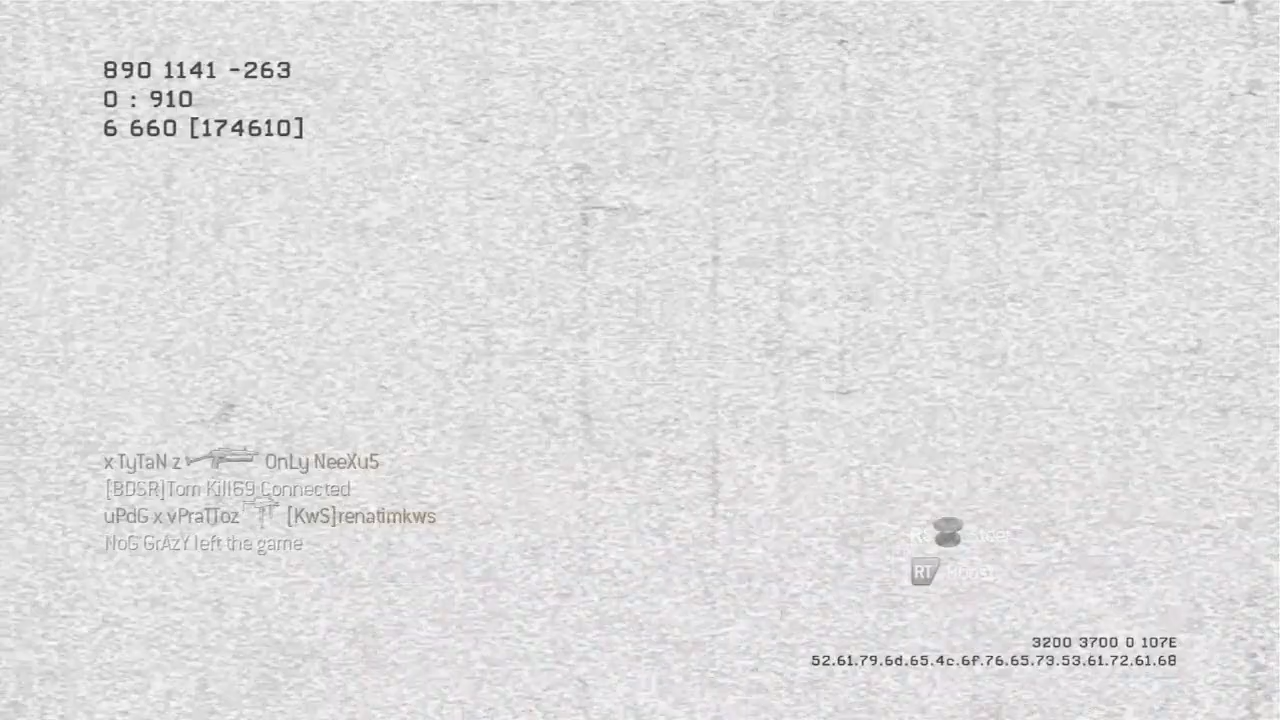 890 1141 -263
0 : 910
6 660 [174610]
x TyTaN z OnLy NeeXu5
[BDSR]Tom Kill69 Connected
uPdG x vPraTToz [KwS]renatimkws
NoG GrAzY left the game
RT
3200 3700 0 107E
52.61.79.6d.65.4c.6f.76.65.73.53.61.72.61.68